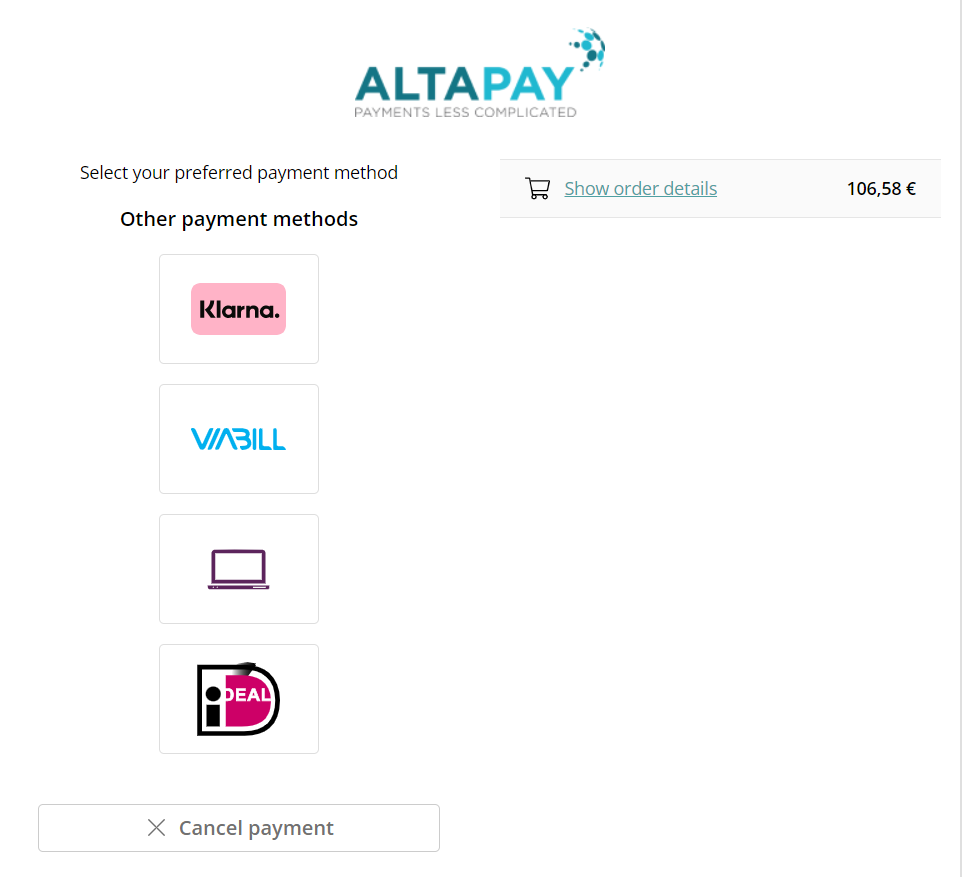 ALTAPAY
PAYMENTS LESS COMPLICATED
Select your preferred payment method
Other payment methods
Klarna.
VIABILL
iDEAL
Cancel payment
Show order details
106,58 €